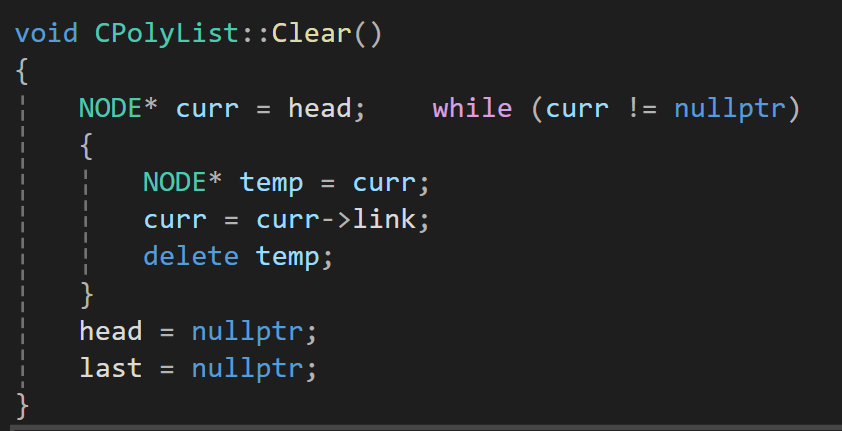 void CPolyList::Clear()
{
NODE* curr = head;    while (curr != nullptr)
{
NODE* temp = curr;
curr = curr->link;
delete temp;
}
head = nullptr;
last = nullptr;
}